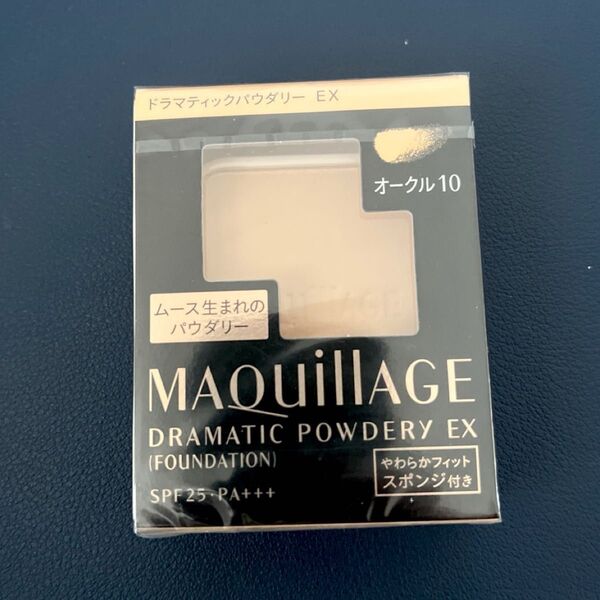 ドラマティックパウダリー EX
オークル10
ムース生まれの
パウダリー
MAQuillAGE
DRAMATIC POWDERY EX
(FOUNDATION)
SPF25・PA+++
やわらかフィット
スポンジ付き